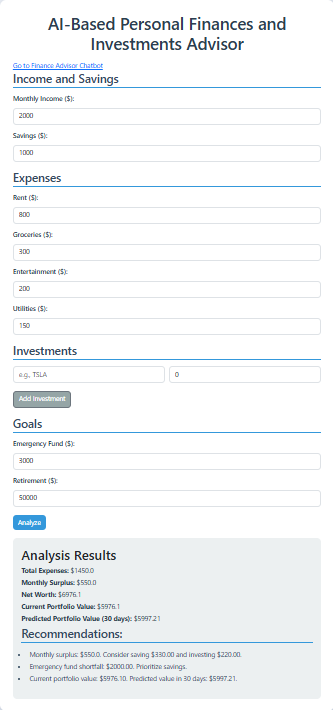 AI-Based Personal Finances and
Investments Advisor
Go to Finance Advisor Chatbot
Income and Savings
Monthly Income ($):
2000
Savings ($):
1000
Expenses
Rent ($):
800
Groceries ($):
300
Entertainment ($):
200
Utilities ($):
150
Investments
e.g., TSLA 0
Add Investment
Goals
Emergency Fund ($):
3000
Retirement ($):
50000
Analyze
Analysis Results
Total Expenses: $1450.0
Monthly Surplus: $550.0
Net Worth: $6976.1
Current Portfolio Value: $5976.1
Predicted Portfolio Value (30 days): $5997.21
Recommendations:
• Monthly surplus: $550.0. Consider saving $330.00 and investing $220.00.
• Emergency fund shortfall: $2000.00. Prioritize savings.
• Current portfolio value: $5976.10. Predicted value in 30 days: $5997.21.